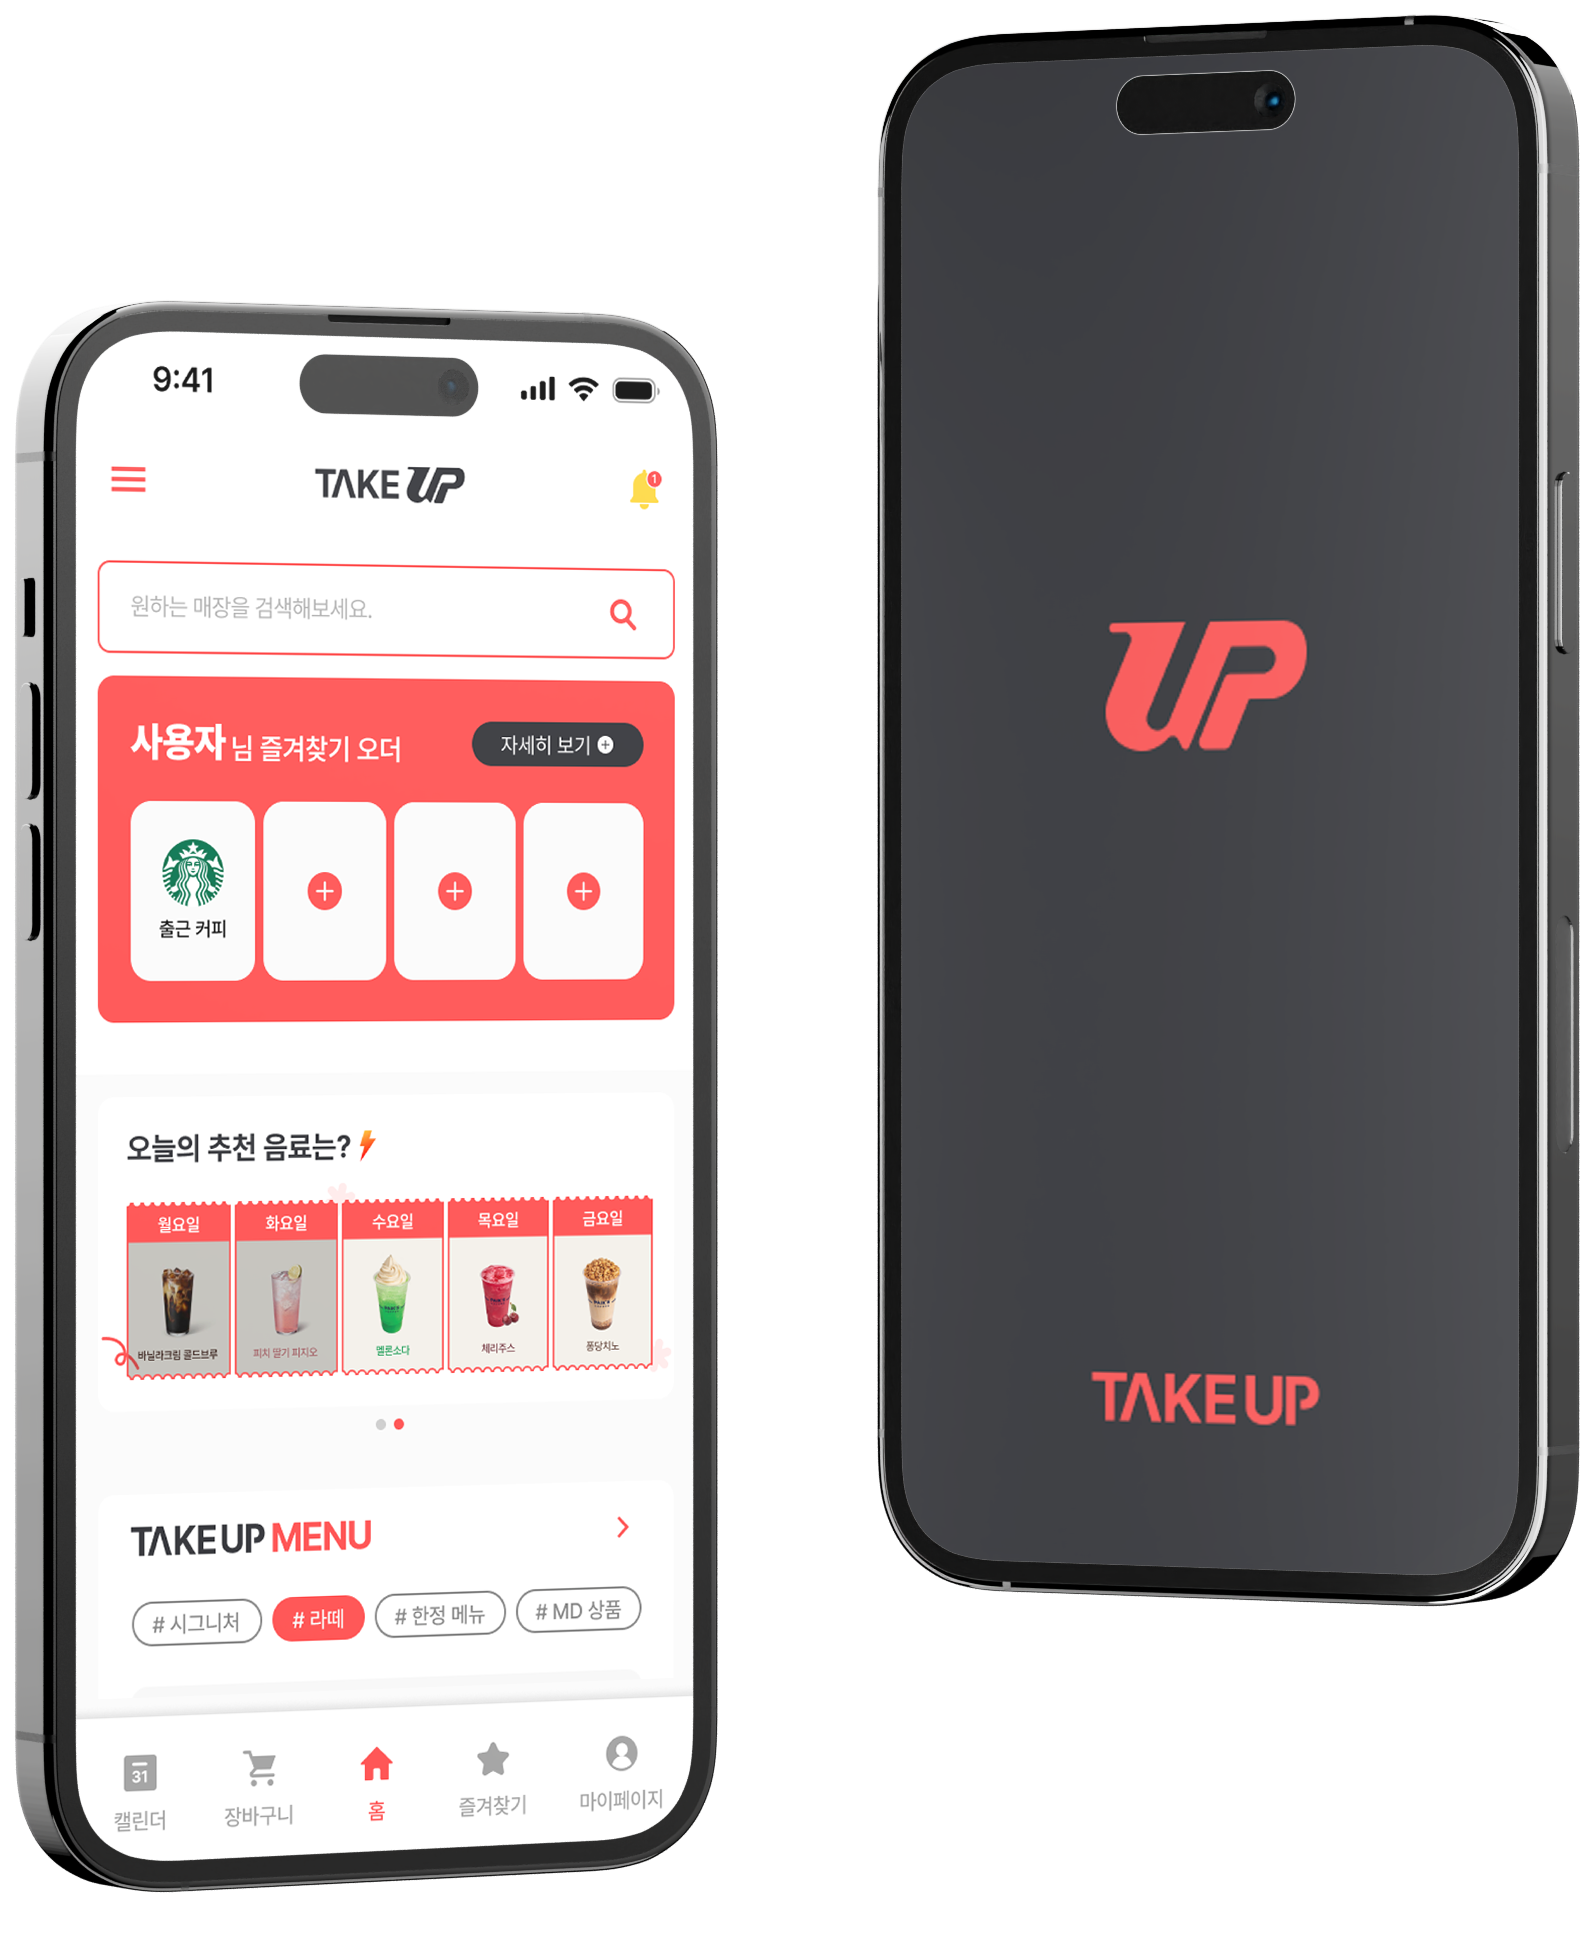 9:41
TAKE UP
1
원하는 매장을 검색해보세요.
사용자 님 즐겨찾기 오더
자세히 보기
출근 커피
오늘의 추천 음료는?
월요일 화요일 수요일 목요일 금요일
바닐라크림 콜드브루 피치 딸기 피지오 멜론소다 체리주스 퐁당치노
TAKE UP MENU
# 시그니처 # 라떼 # 한정 메뉴 # MD 상품
31
캘린더 장바구니 홈 즐겨찾기 마이페이지
UP
TAKE UP